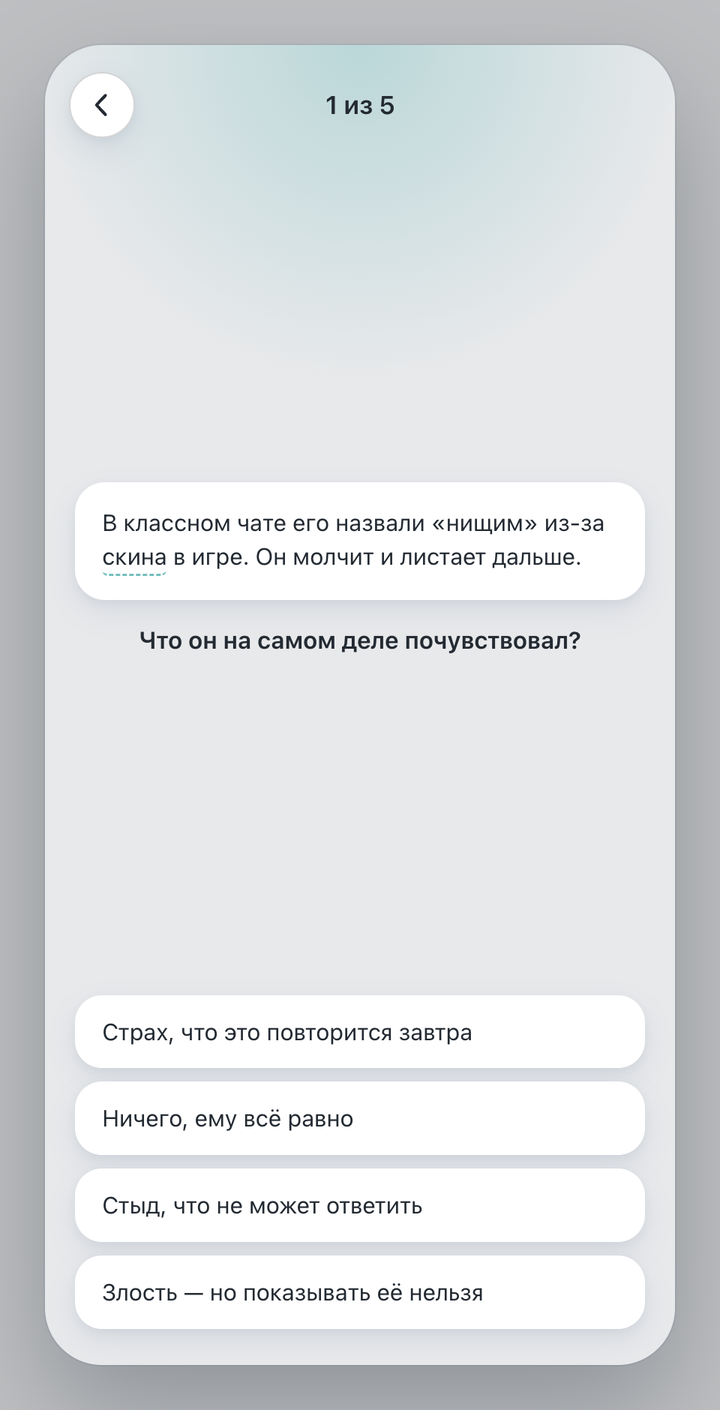 1 из 5
В классном чате его назвали «нищим» из-за
скина в игре. Он молчит и листает дальше.
Что он на самом деле почувствовал?
Страх, что это повторится завтра
Ничего, ему всё равно
Стыд, что не может ответить
Злость — но показывать её нельзя